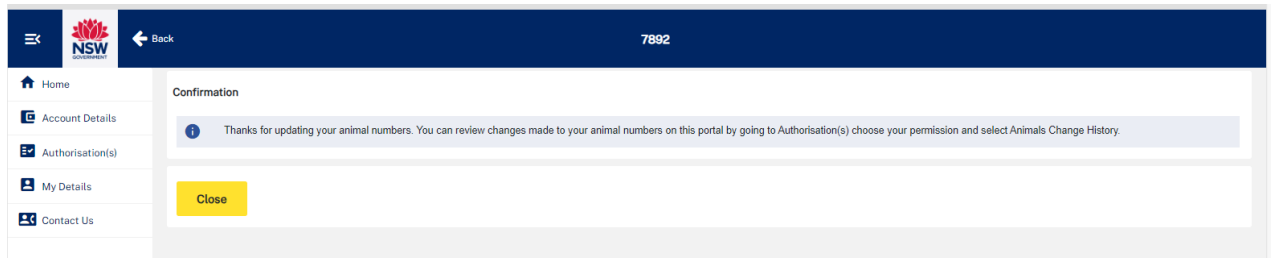 NSW
GOVERNMENT
Back
7892
Home
Account Details
Authorisation(s)
My Details
Contact Us
Confirmation
Thanks for updating your animal numbers. You can review changes made to your animal numbers on this portal by going to Authorisation(s) choose your permission and select Animals Change History.
Close